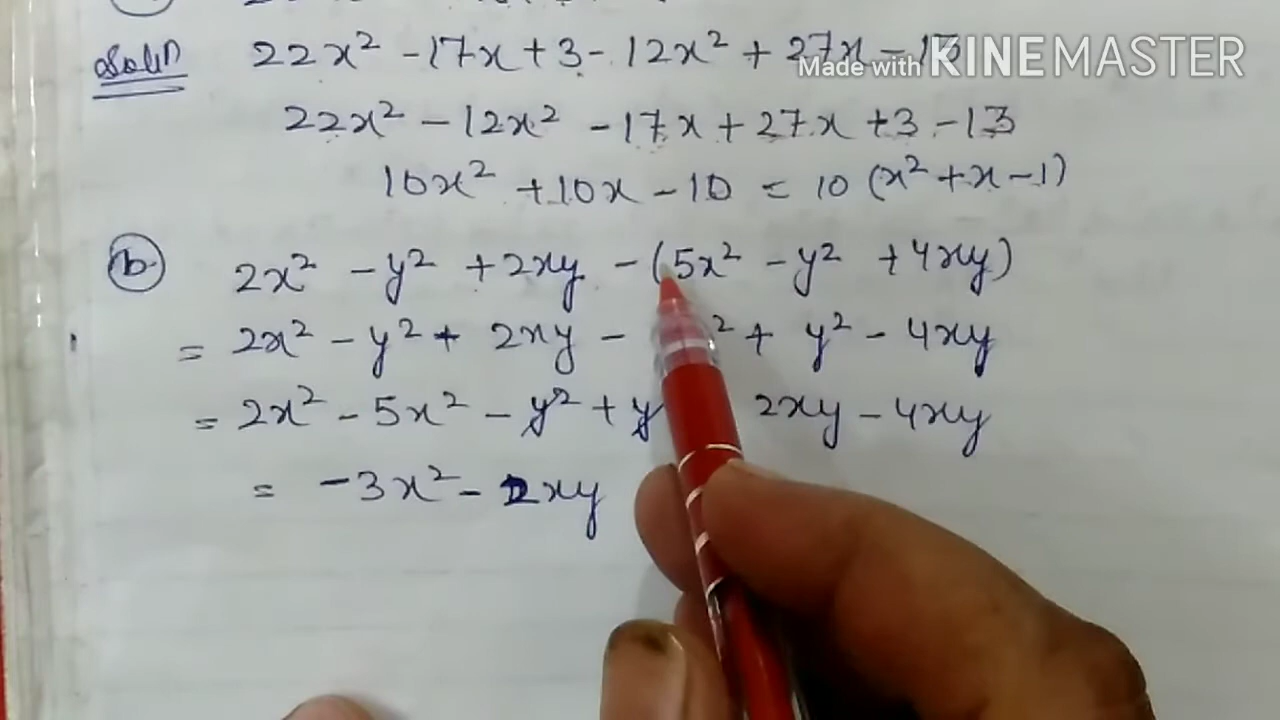 Soln 22x² - 17x + 3 - 12x² + 27x - 13
Made with KINEMASTER
22x² - 12x² - 17x + 27x + 3 - 13
10x² + 10x - 10 = 10 (x² + x - 1)
(b) 2x² - y² + 2xy - (5x² - y² + 4xy)
= 2x² - y² + 2xy - ² + y² - 4xy
= 2x² - 5x² - y² + y 2xy - 4xy
= -3x² - 2xy